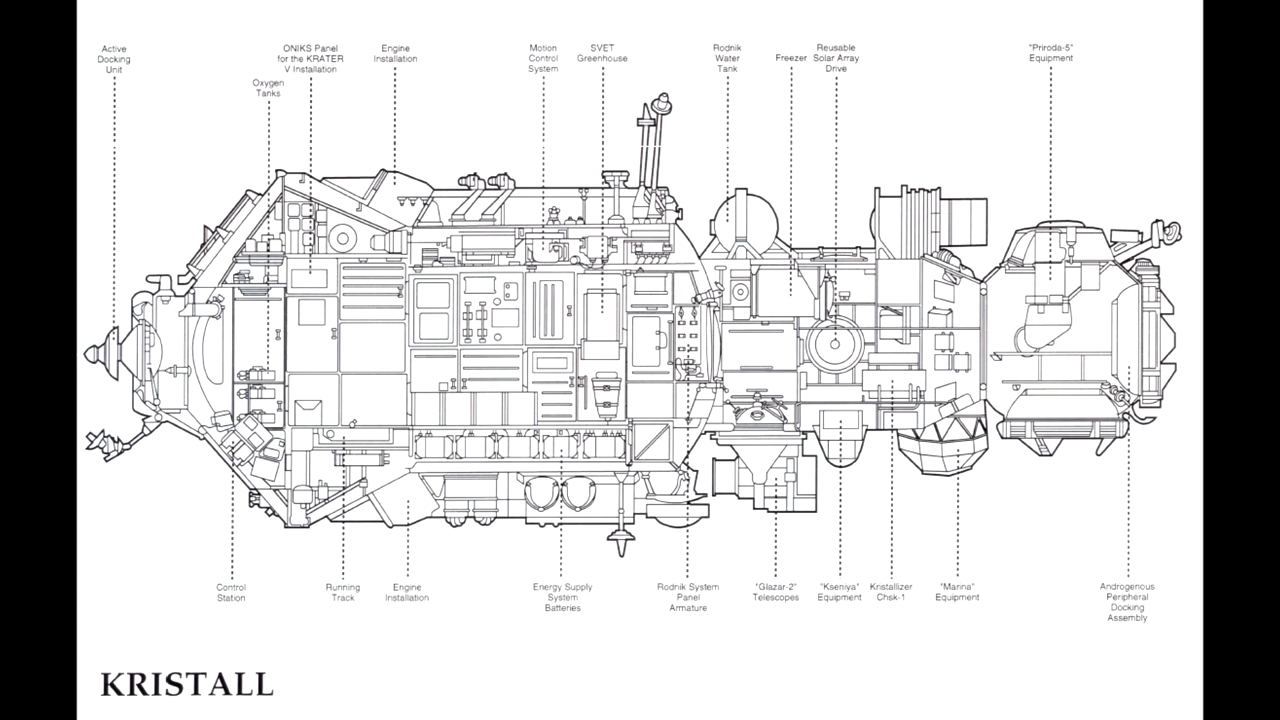 Active
Docking
Unit
ONIKS Panel
for the KRATER
V Installation
Oxygen
Tanks
Engine
Installation
Motion
Control
System
SVET
Greenhouse
Rodnik
Water
Tank
Freezer
Reusable
Solar Array
Drive
"Priroda-5"
Equipment
Control
Station
Running
Track
Engine
Installation
Energy Supply
System
Batteries
Rodnik System
Panel
Armature
"Glazar-2"
Telescopes
"Kseniya"
Equipment
Kristallizer
Chsk-1
"Marina"
Equipment
Androgenous
Peripheral
Docking
Assembly
KRISTALL